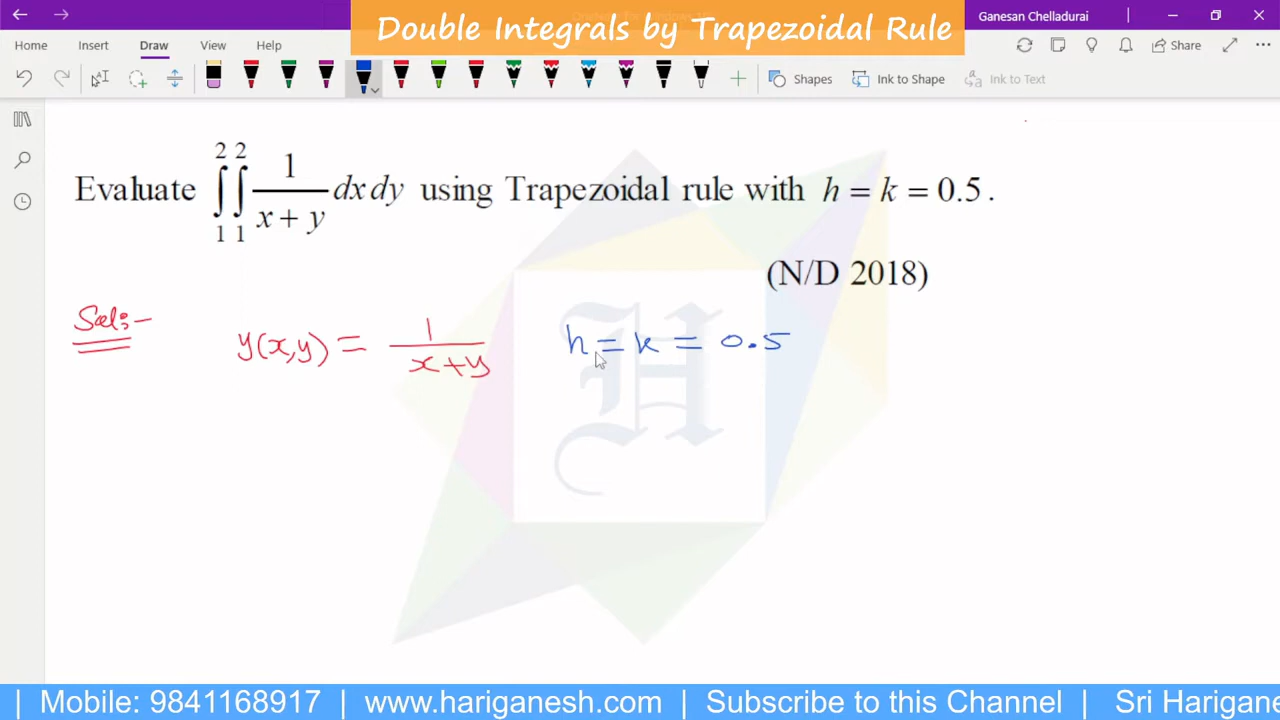 Double Integrals by Trapezoidal Rule
Ganesan Chelladurai
Home Insert Draw View Help
Share
Shapes Ink to Shape Ink to Text
Evaluate ∫₁²∫₁² 1/(x + y) dx dy using Trapezoidal rule with h = k = 0.5 .
(N/D 2018)
Sol:-
y(x,y) = 1/(x+y) h = k = 0.5
H
| Mobile: 9841168917 | www.hariganesh.com | Subscribe to this Channel | Sri Hariganes